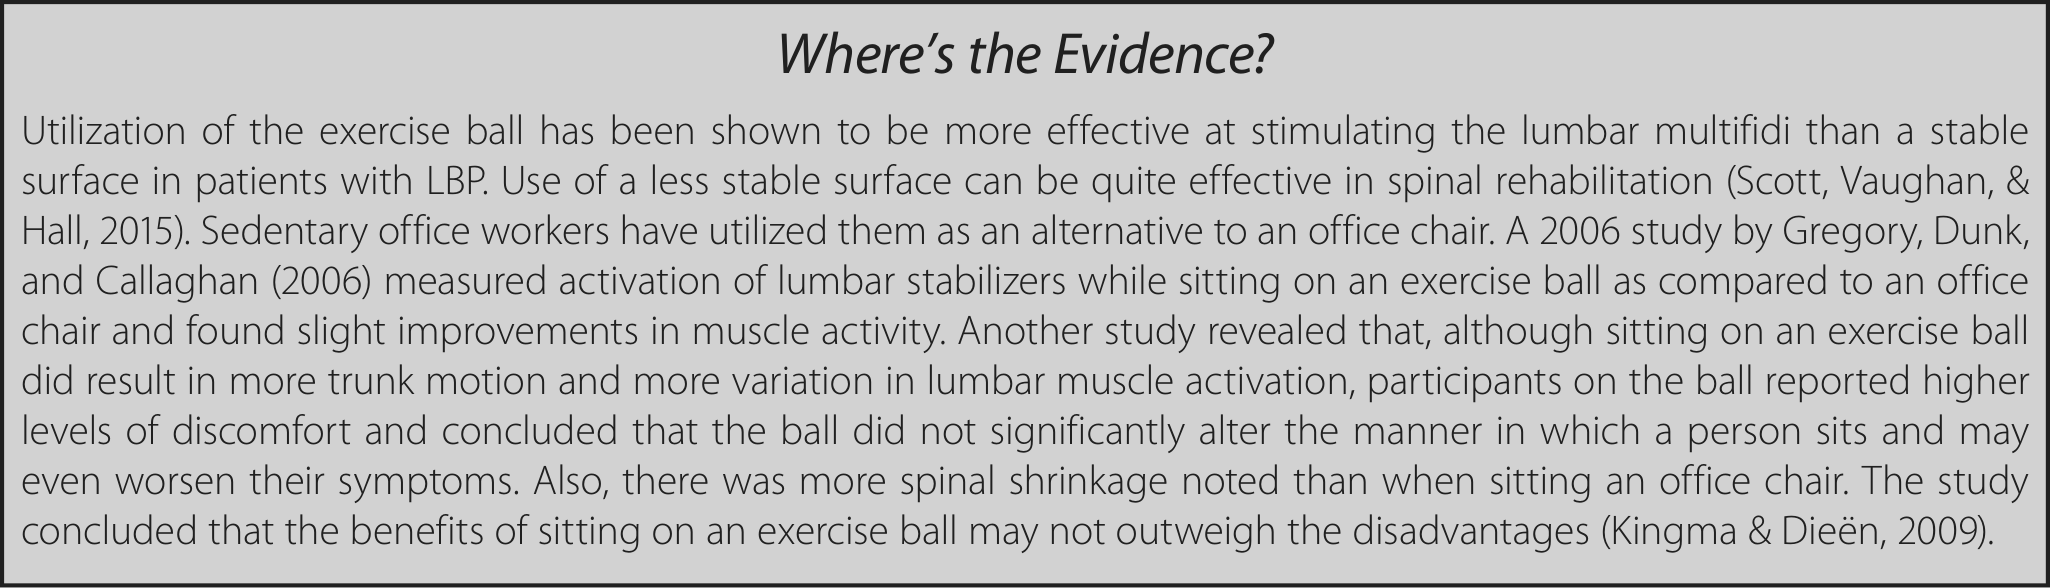 Where’s the Evidence?
Utilization of the exercise ball has been shown to be more effective at stimulating the lumbar multifidi than a stable
surface in patients with LBP. Use of a less stable surface can be quite effective in spinal rehabilitation (Scott, Vaughan, &
Hall, 2015). Sedentary office workers have utilized them as an alternative to an office chair. A 2006 study by Gregory, Dunk,
and Callaghan (2006) measured activation of lumbar stabilizers while sitting on an exercise ball as compared to an office
chair and found slight improvements in muscle activity. Another study revealed that, although sitting on an exercise ball
did result in more trunk motion and more variation in lumbar muscle activation, participants on the ball reported higher
levels of discomfort and concluded that the ball did not significantly alter the manner in which a person sits and may
even worsen their symptoms. Also, there was more spinal shrinkage noted than when sitting an office chair. The study
concluded that the benefits of sitting on an exercise ball may not outweigh the disadvantages (Kingma & Dieën, 2009).